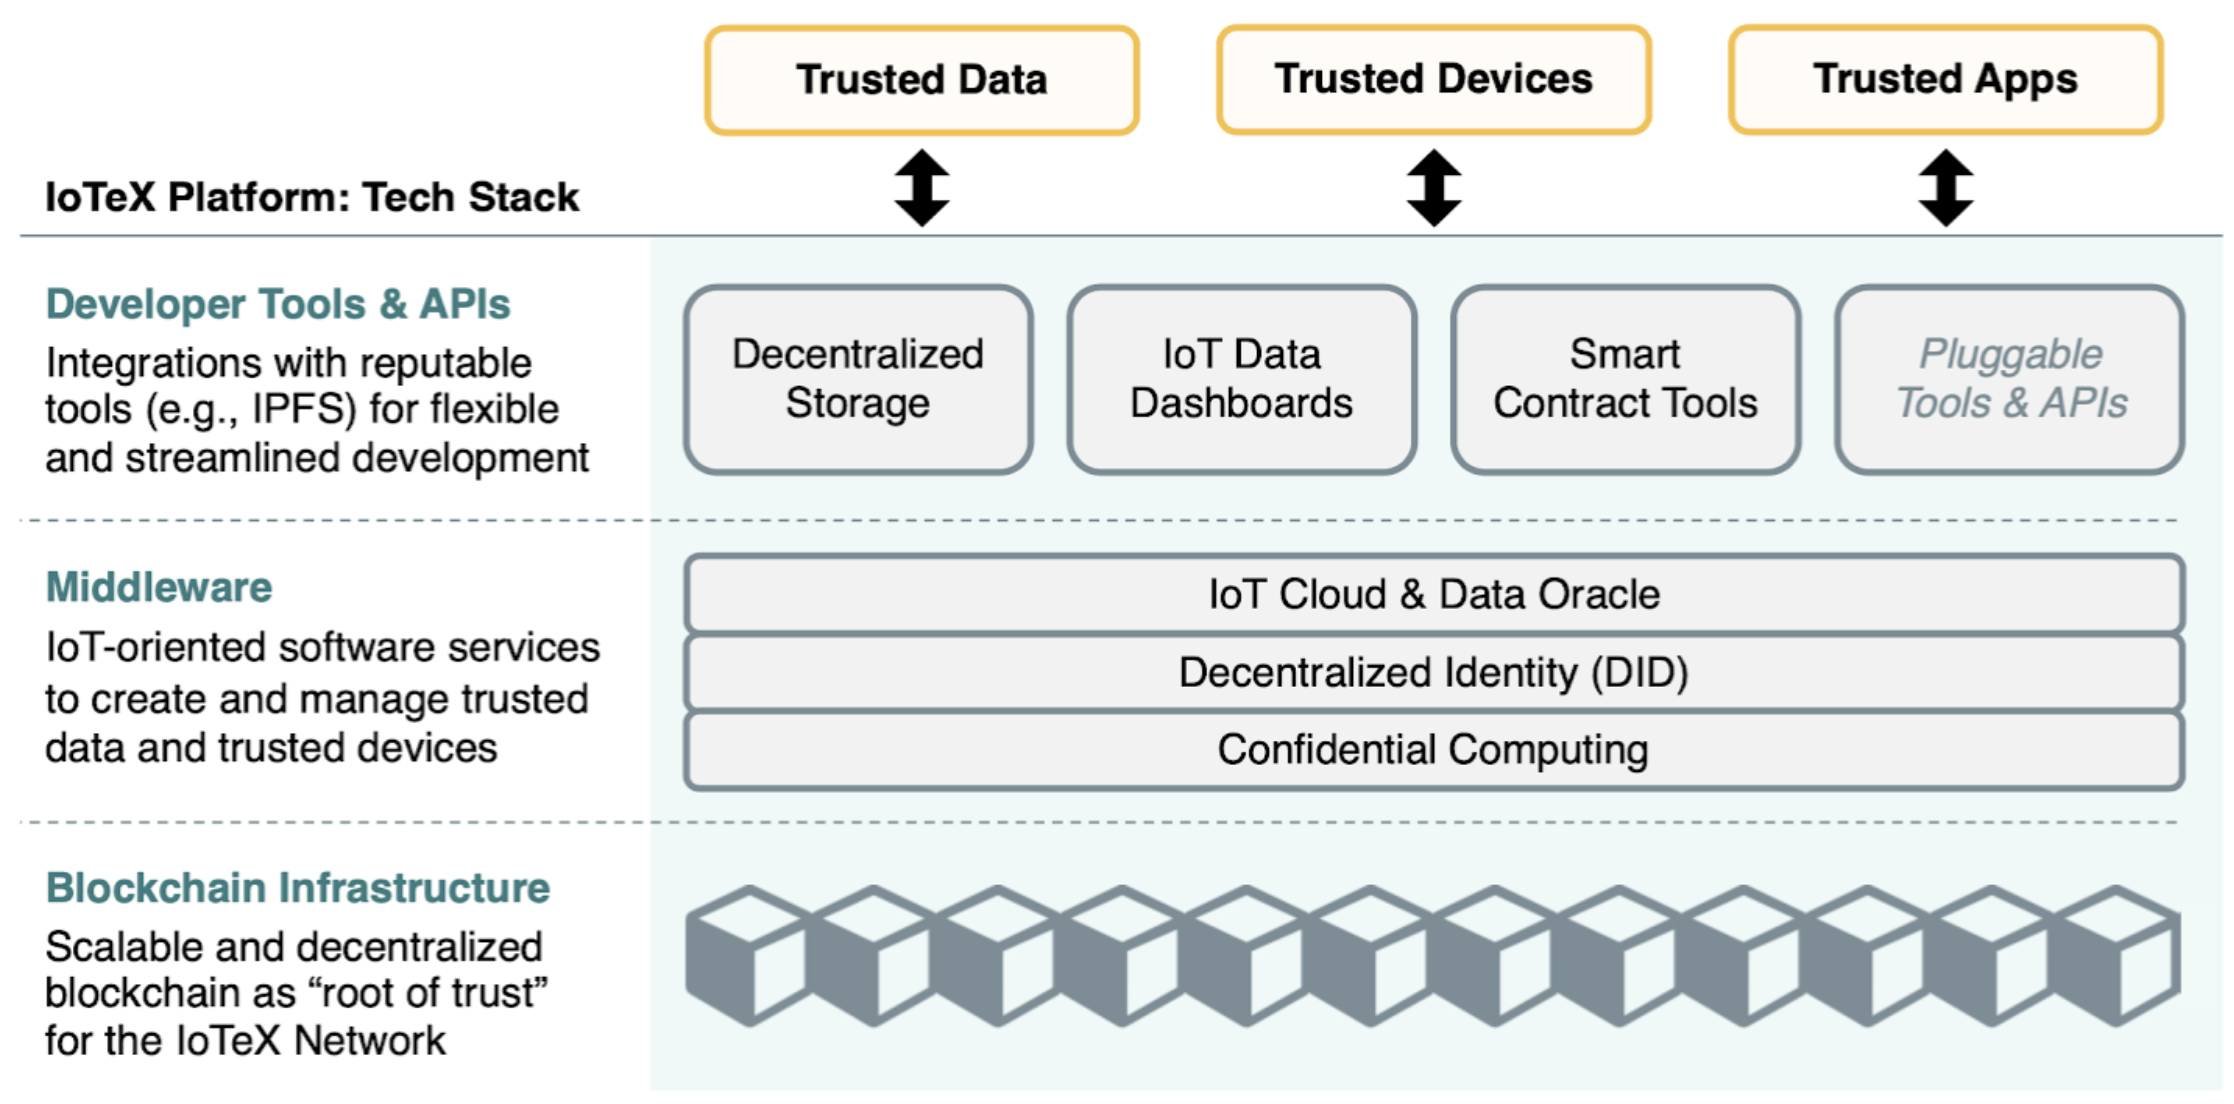 Trusted Data
Trusted Devices
Trusted Apps
IoTeX Platform: Tech Stack
Developer Tools & APIs
Integrations with reputable
tools (e.g., IPFS) for flexible
and streamlined development
Decentralized
Storage
IoT Data
Dashboards
Smart
Contract Tools
Pluggable
Tools & APIs
Middleware
IoT-oriented software services
to create and manage trusted
data and trusted devices
IoT Cloud & Data Oracle
Decentralized Identity (DID)
Confidential Computing
Blockchain Infrastructure
Scalable and decentralized
blockchain as “root of trust”
for the IoTeX Network